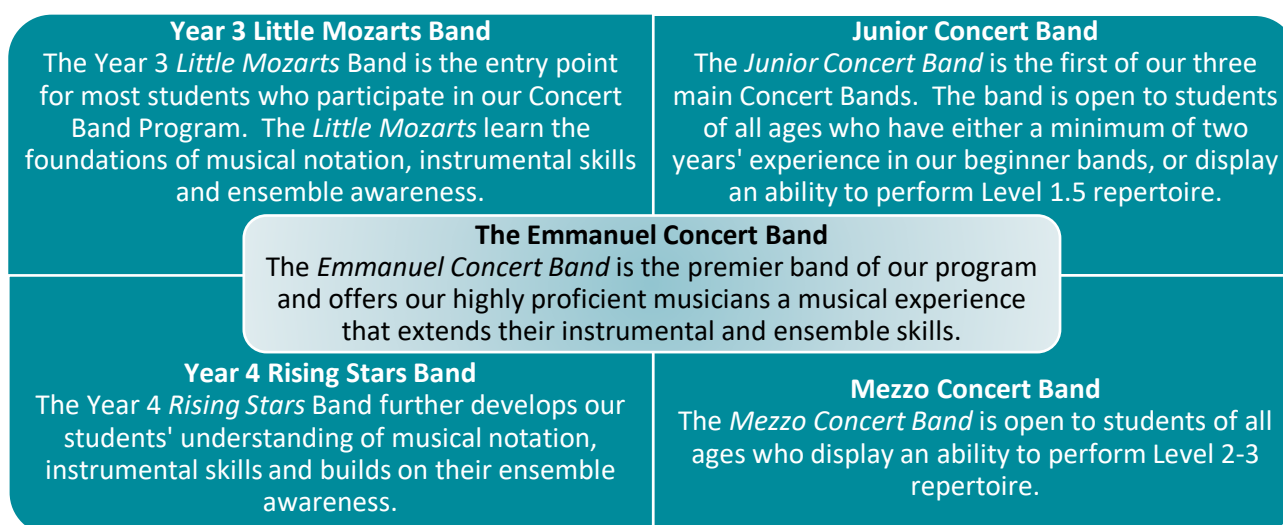 Year 3 Little Mozarts Band
The Year 3 Little Mozarts Band is the entry point
for most students who participate in our Concert
Band Program.  The Little Mozarts learn the
foundations of musical notation, instrumental skills
and ensemble awareness.
Junior Concert Band
The Junior Concert Band is the first of our three
main Concert Bands.  The band is open to students
of all ages who have either a minimum of two
years' experience in our beginner bands, or display
an ability to perform Level 1.5 repertoire.
The Emmanuel Concert Band
The Emmanuel Concert Band is the premier band of our program
and offers our highly proficient musicians a musical experience
that extends their instrumental and ensemble skills.
Year 4 Rising Stars Band
The Year 4 Rising Stars Band further develops our
students' understanding of musical notation,
instrumental skills and builds on their ensemble
awareness.
Mezzo Concert Band
The Mezzo Concert Band is open to students of all
ages who display an ability to perform Level 2-3
repertoire.